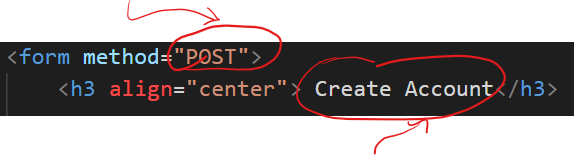 <form method="POST">
<h3 align="center"> Create Account</h3>